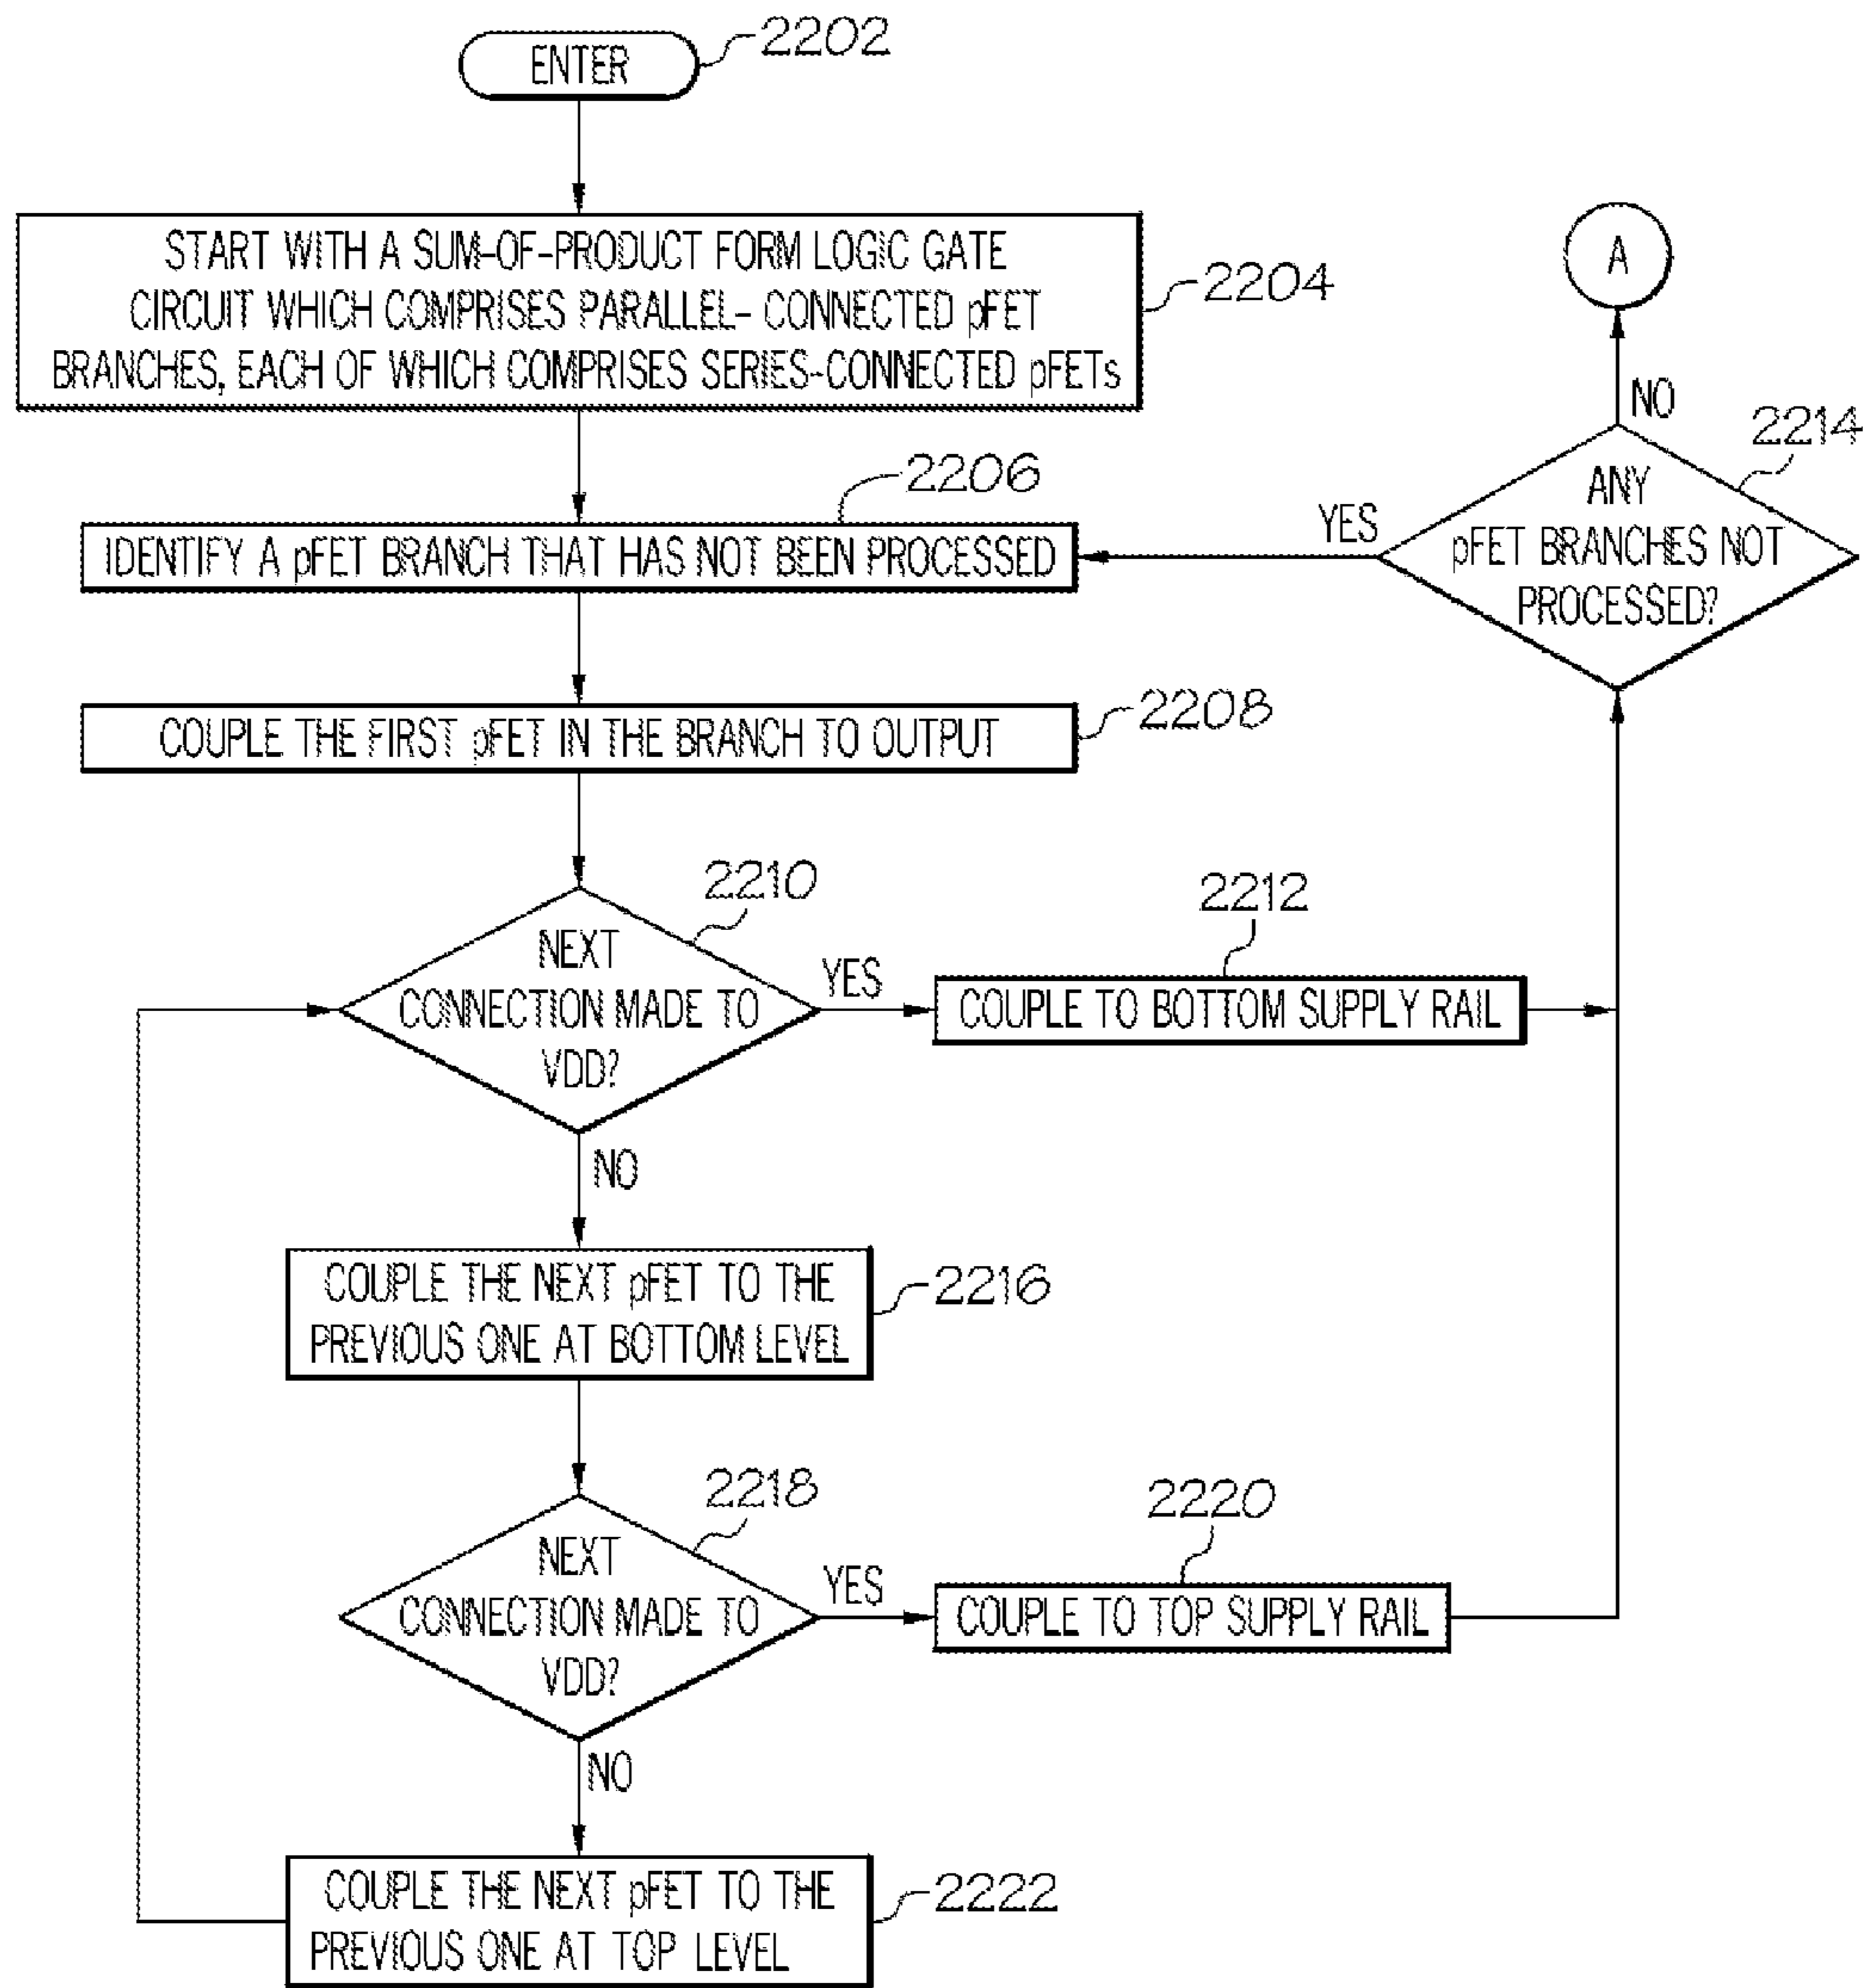 ENTER
2202
START WITH A SUM-OF-PRODUCT FORM LOGIC GATE
CIRCUIT WHICH COMPRISES PARALLEL- CONNECTED pFET
BRANCHES, EACH OF WHICH COMPRISES SERIES-CONNECTED pFETs
2204
A
NO
2214
ANY
pFET BRANCHES NOT
PROCESSED?
YES
2206
IDENTIFY A pFET BRANCH THAT HAS NOT BEEN PROCESSED
COUPLE THE FIRST pFET IN THE BRANCH TO OUTPUT
2208
2210
NEXT
CONNECTION MADE TO
VDD?
YES
2212
COUPLE TO BOTTOM SUPPLY RAIL
NO
COUPLE THE NEXT pFET TO THE
PREVIOUS ONE AT BOTTOM LEVEL
2216
2218
NEXT
CONNECTION MADE TO
VDD?
YES
2220
COUPLE TO TOP SUPPLY RAIL
NO
COUPLE THE NEXT pFET TO THE
PREVIOUS ONE AT TOP LEVEL
2222